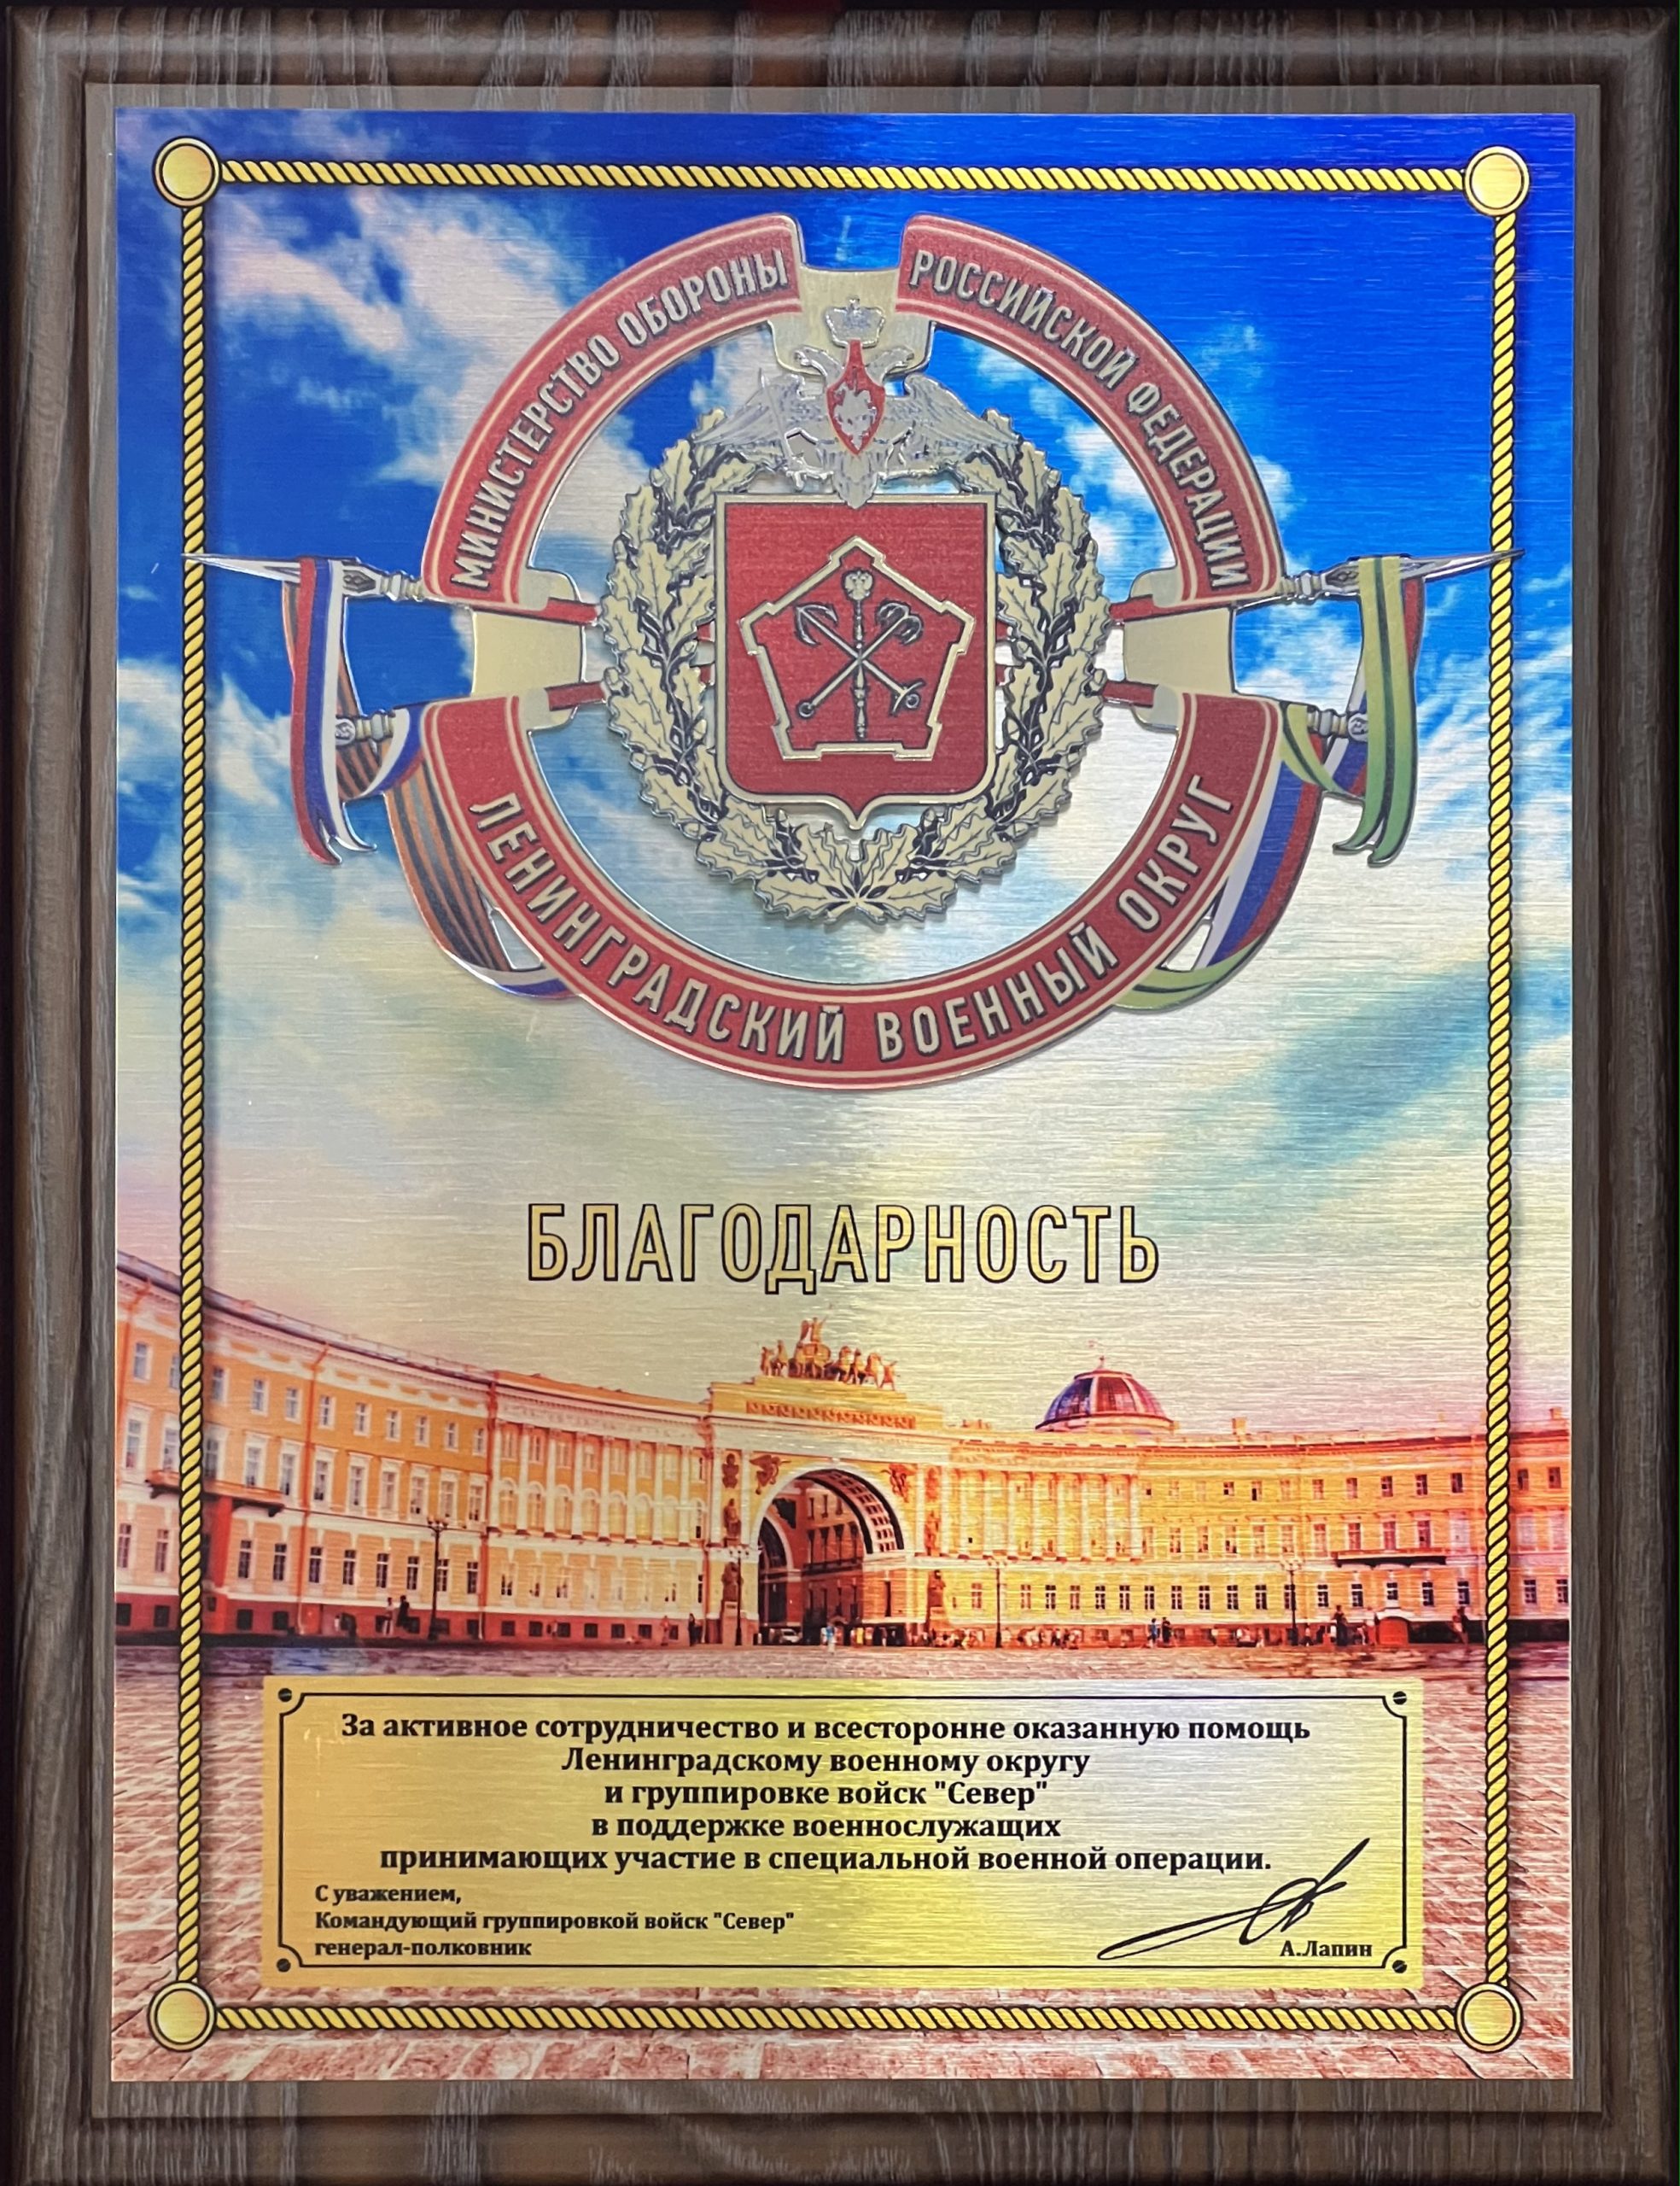 МИНИСТЕРСТВО ОБОРОНЫ РОССИЙСКОЙ ФЕДЕРАЦИИ
ЛЕНИНГРАДСКИЙ ВОЕННЫЙ ОКРУГ
БЛАГОДАРНОСТЬ
За активное сотрудничество и всесторонне оказанную помощь
Ленинградскому военному округу
и группировке войск "Север"
в поддержке военнослужащих
принимающих участие в специальной военной операции.
С уважением,
Командующий группировкой войск "Север"
генерал-полковник
А.Лапин